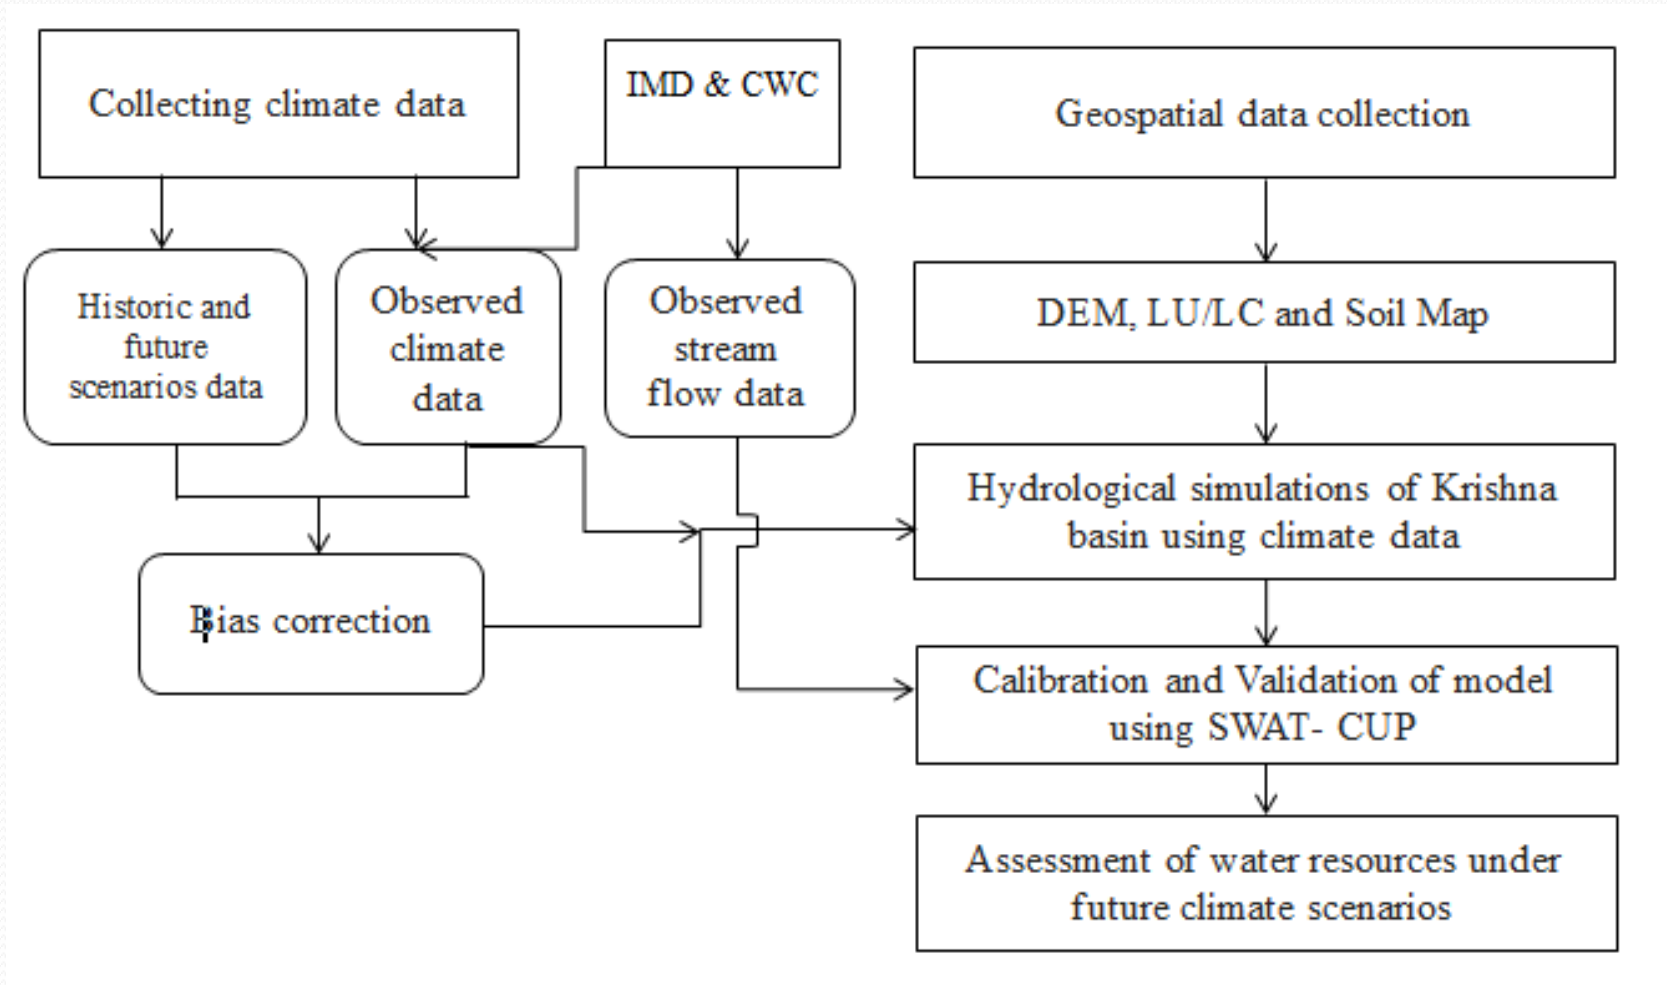 Collecting climate data
IMD & CWC
Geospatial data collection
Historic and
future
scenarios data
Observed
climate
data
Observed
stream
flow data
DEM, LU/LC and Soil Map
Hydrological simulations of Krishna
basin using climate data
Bias correction
Calibration and Validation of model
using SWAT- CUP
Assessment of water resources under
future climate scenarios